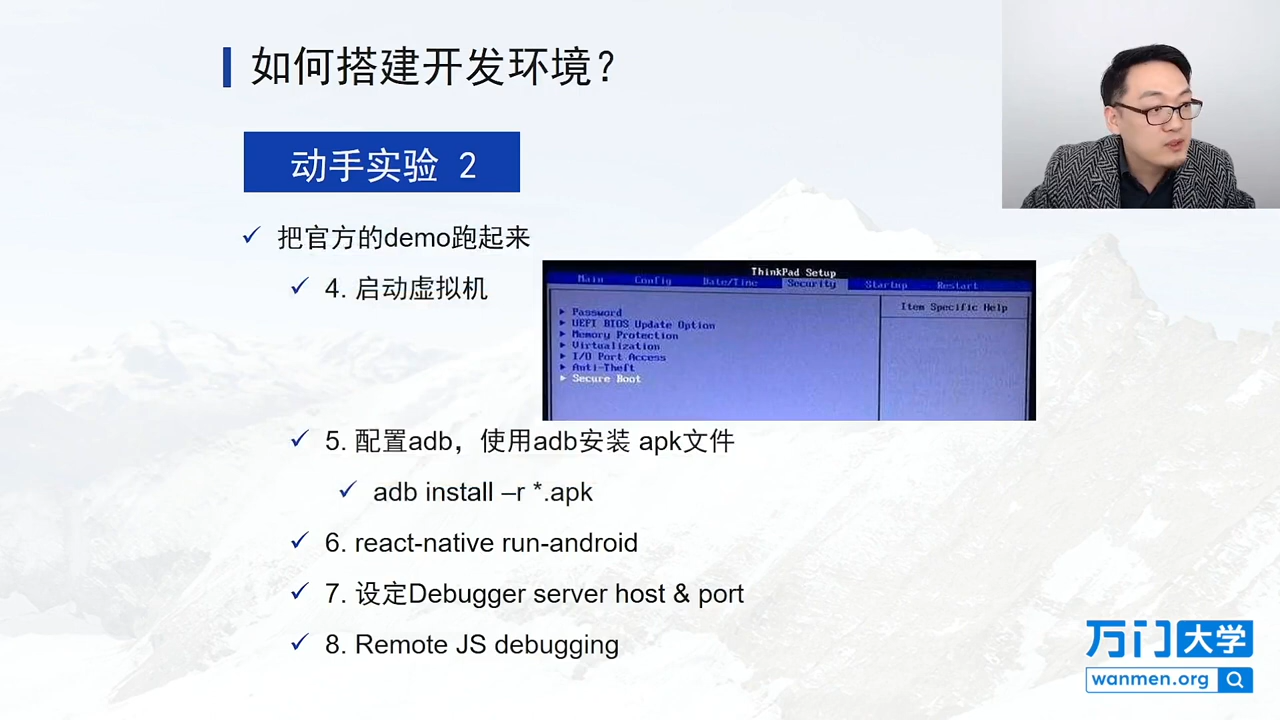 如何搭建开发环境?
动手实验 2
✓ 把官方的demo跑起来
✓ 4. 启动虚拟机
ThinkPad Setup
Main Config Date/Time Security Startup Restart
Item Specific Help
▶ Password
▶ UEFI BIOS Update Option
▶ Memory Protection
▶ Virtualization
▶ I/O Port Access
▶ Anti-Theft
▶ Secure Boot
✓ 5. 配置adb，使用adb安装 apk文件
✓ adb install –r *.apk
✓ 6. react-native run-android
✓ 7. 设定Debugger server host & port
✓ 8. Remote JS debugging
万门大学
wanmen.org